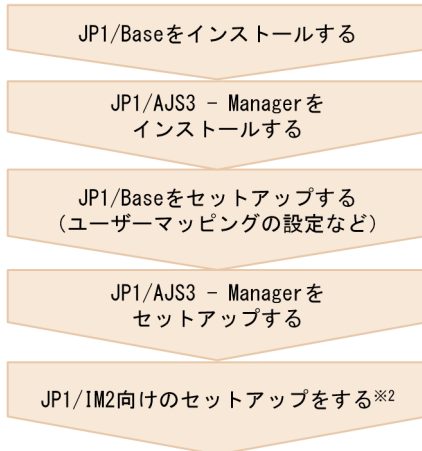 JP1/Baseをインストールする
JP1/AJS3 - Managerを
インストールする
JP1/Baseをセットアップする
（ユーザーマッピングの設定など）
JP1/AJS3 - Managerを
セットアップする
JP1/IM2向けのセットアップをする※2